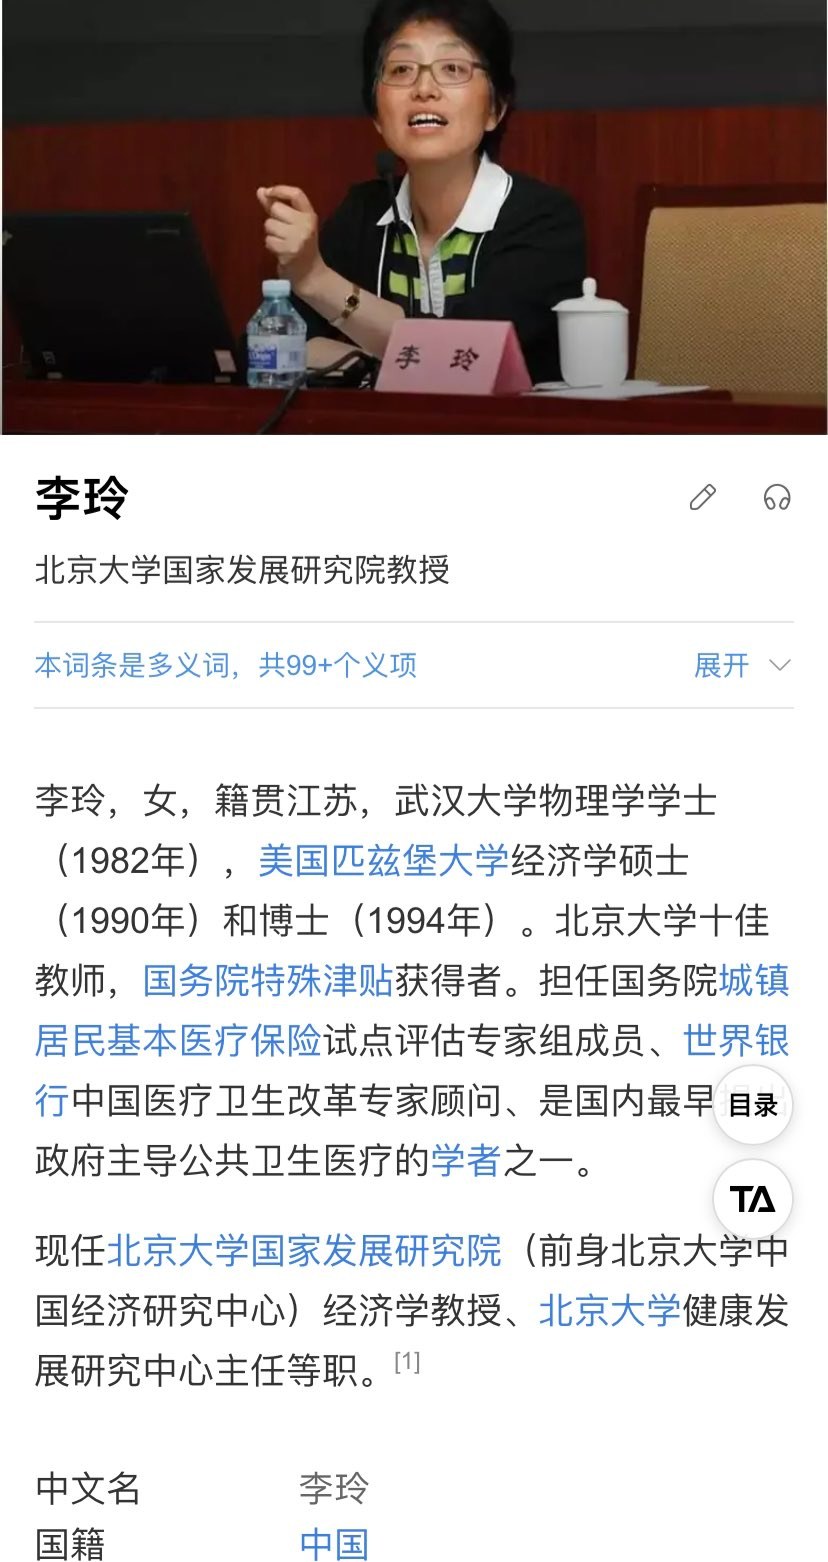 李 玲
李玲
北京大学国家发展研究院教授
本词条是多义词，共99+个义项 展开
李玲，女，籍贯江苏，武汉大学物理学学士
（1982年），美国匹兹堡大学经济学硕士
（1990年）和博士（1994年）。北京大学十佳
教师，国务院特殊津贴获得者。担任国务院城镇
居民基本医疗保险试点评估专家组成员、世界银
行中国医疗卫生改革专家顾问、是国内最早
目录
政府主导公共卫生医疗的学者之一。
TA
现任北京大学国家发展研究院（前身北京大学中
国经济研究中心）经济学教授、北京大学健康发
展研究中心主任等职。[1]
中文名 李玲
国籍 中国